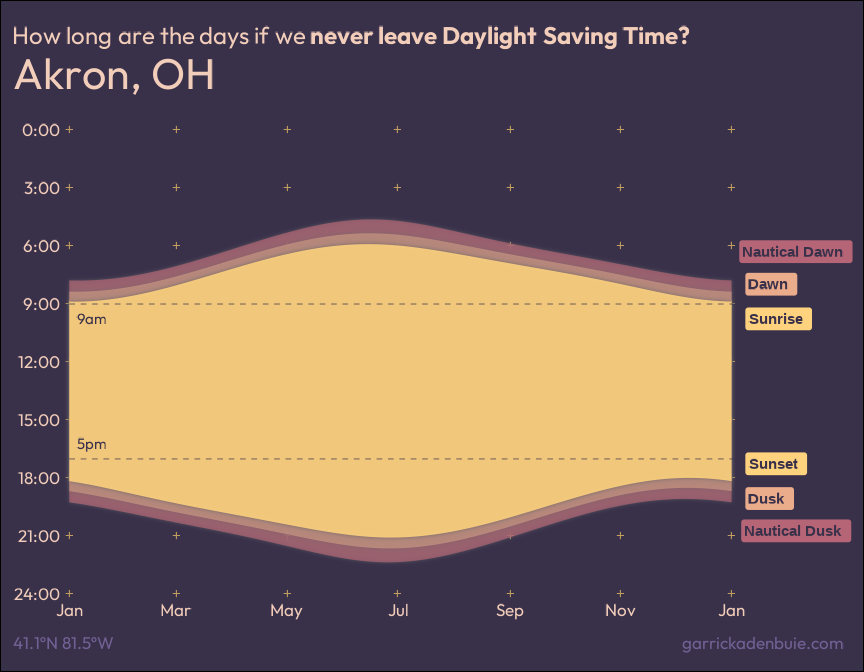 How long are the days if we never leave Daylight Saving Time?
Akron, OH
0:00
3:00
6:00
Nautical Dawn
Dawn
9:00
9am
Sunrise
12:00
15:00
5pm
Sunset
18:00
Dusk
21:00
Nautical Dusk
24:00
Jan Mar May Jul Sep Nov Jan
41.1°N 81.5°W
garrickadenbuie.com